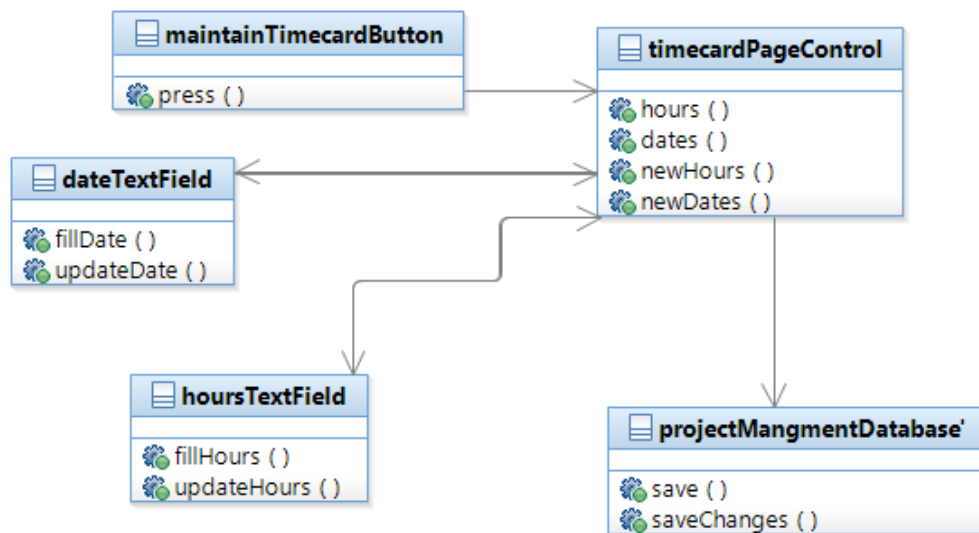 maintainTimecardButton
press ( )
timecardPageControl
hours ( )
dates ( )
newHours ( )
newDates ( )
dateTextField
fillDate ( )
updateDate ( )
hoursTextField
fillHours ( )
updateHours ( )
projectMangmentDatabase'
save ( )
saveChanges ( )